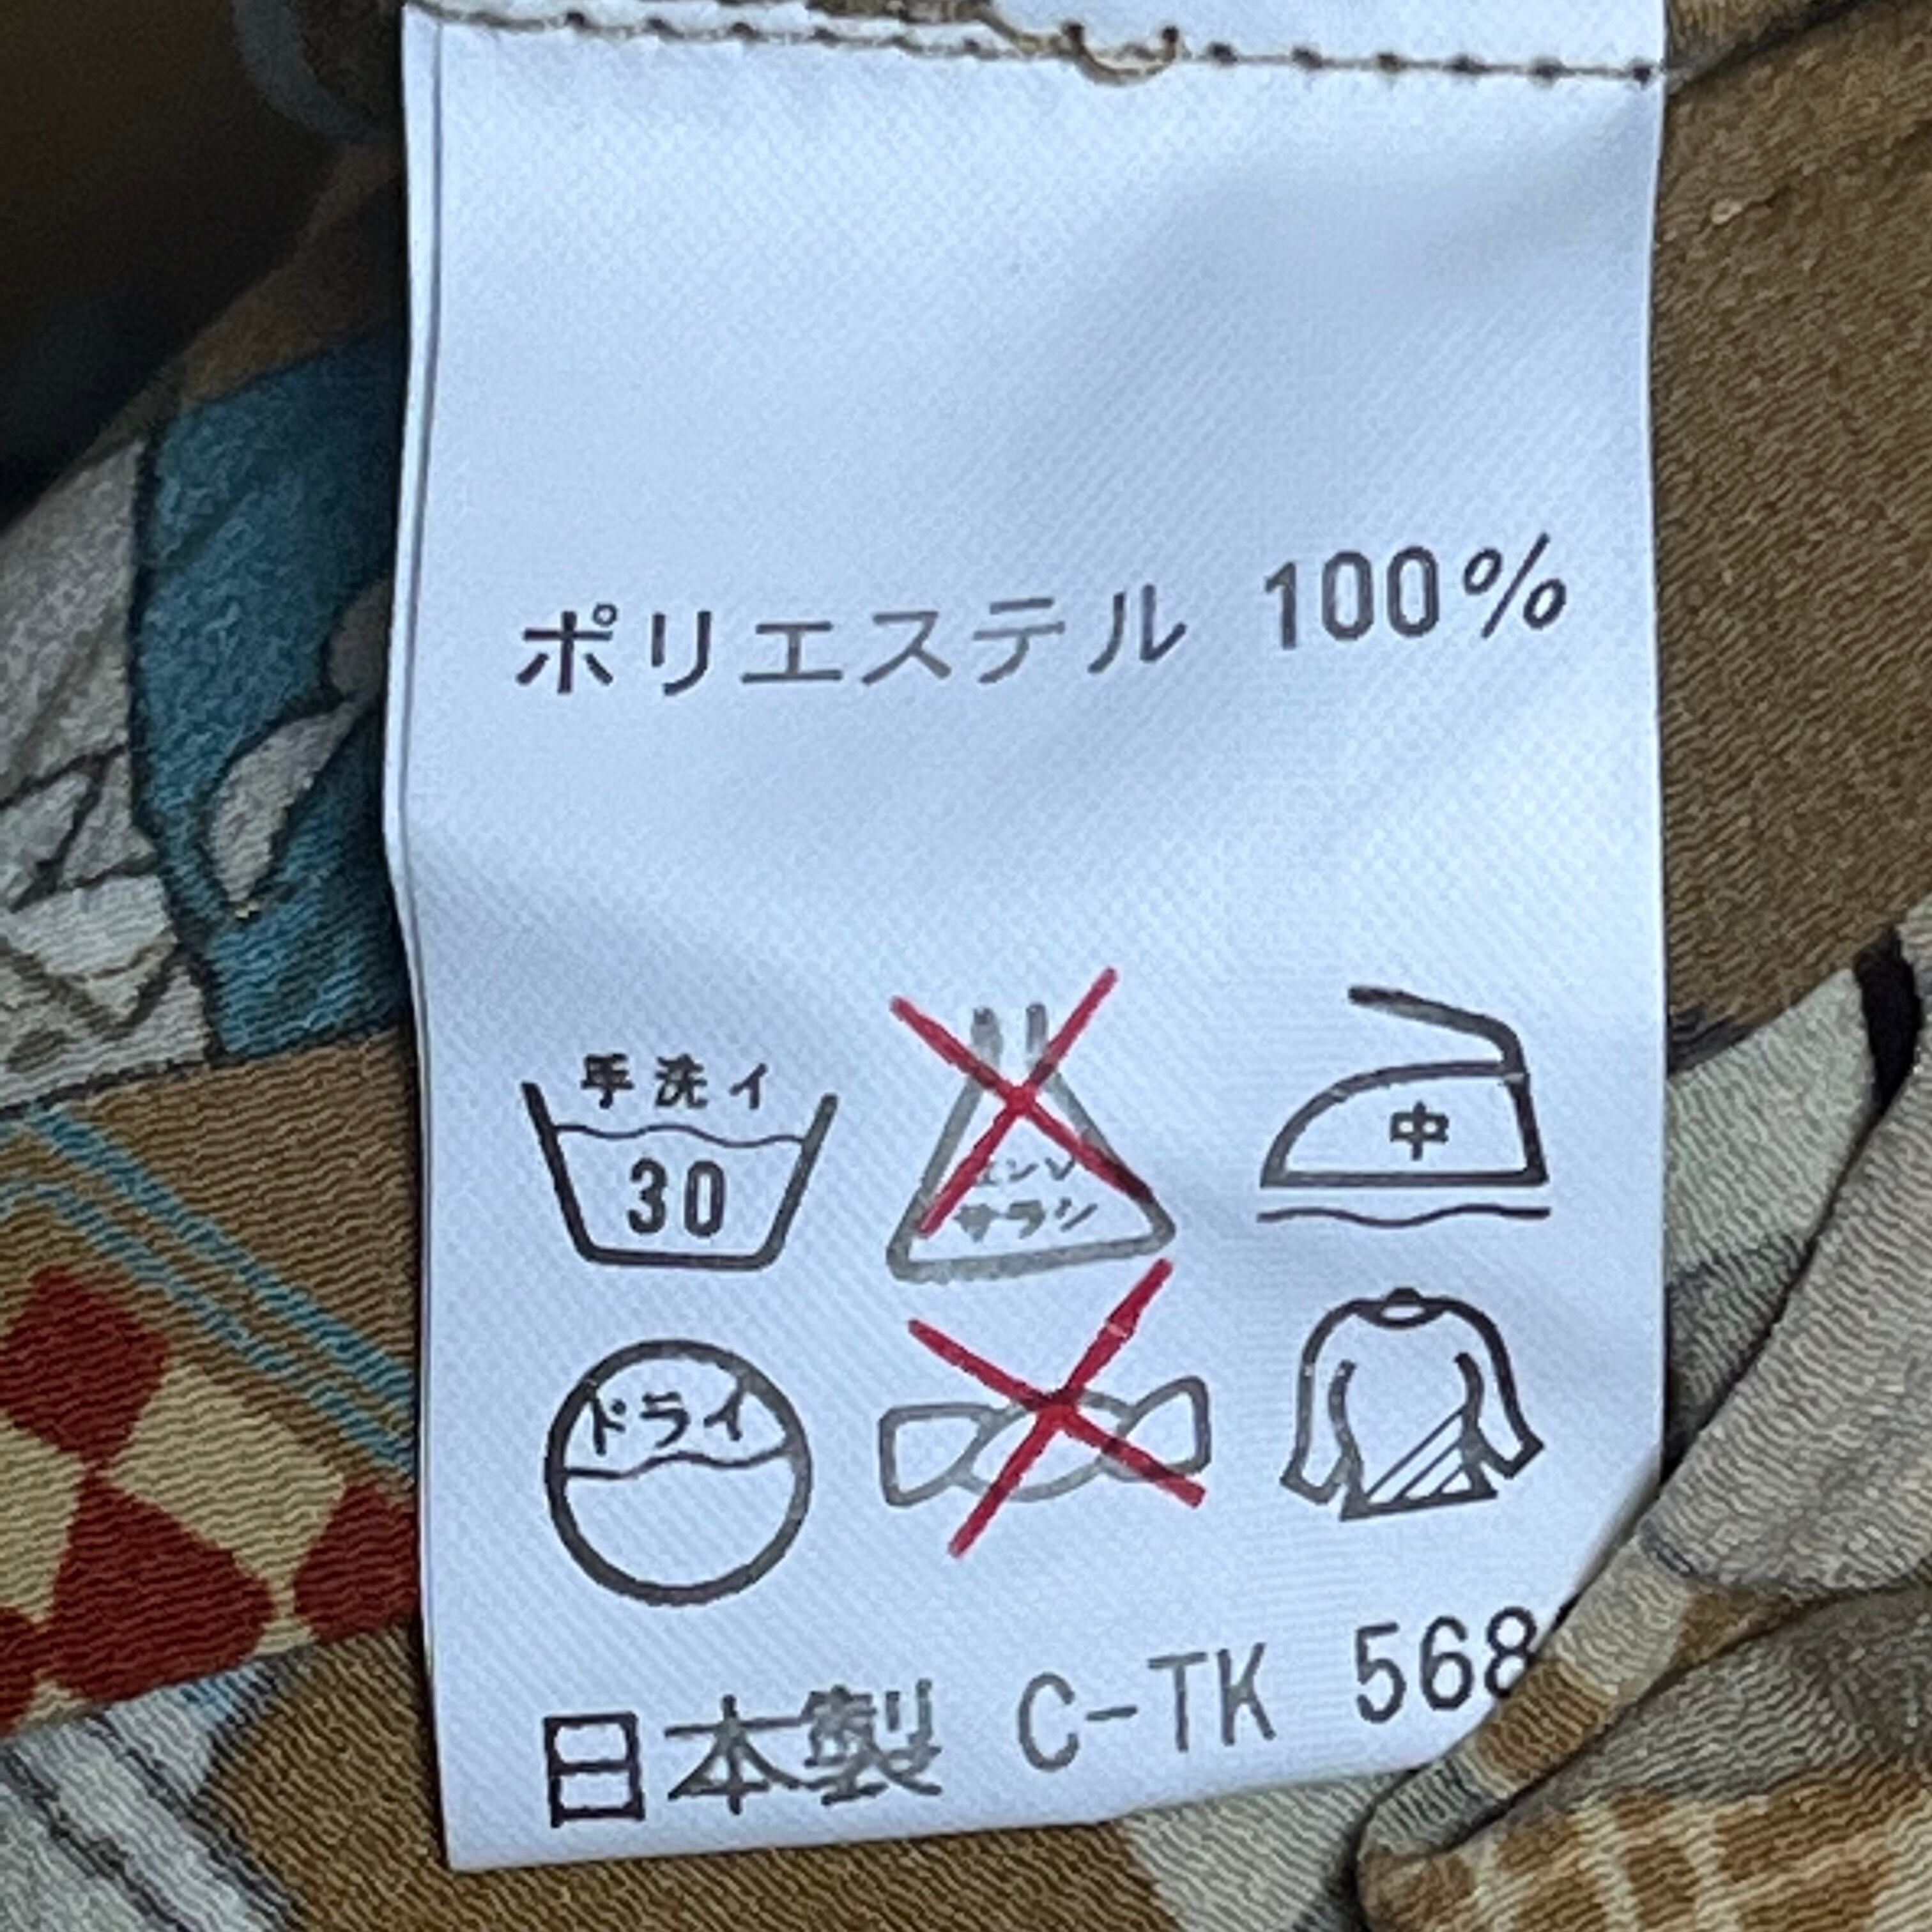 ポリエステル 100%
手洗イ
30
エンソ
サラシ
中
ドライ
日本製 C-TK 568